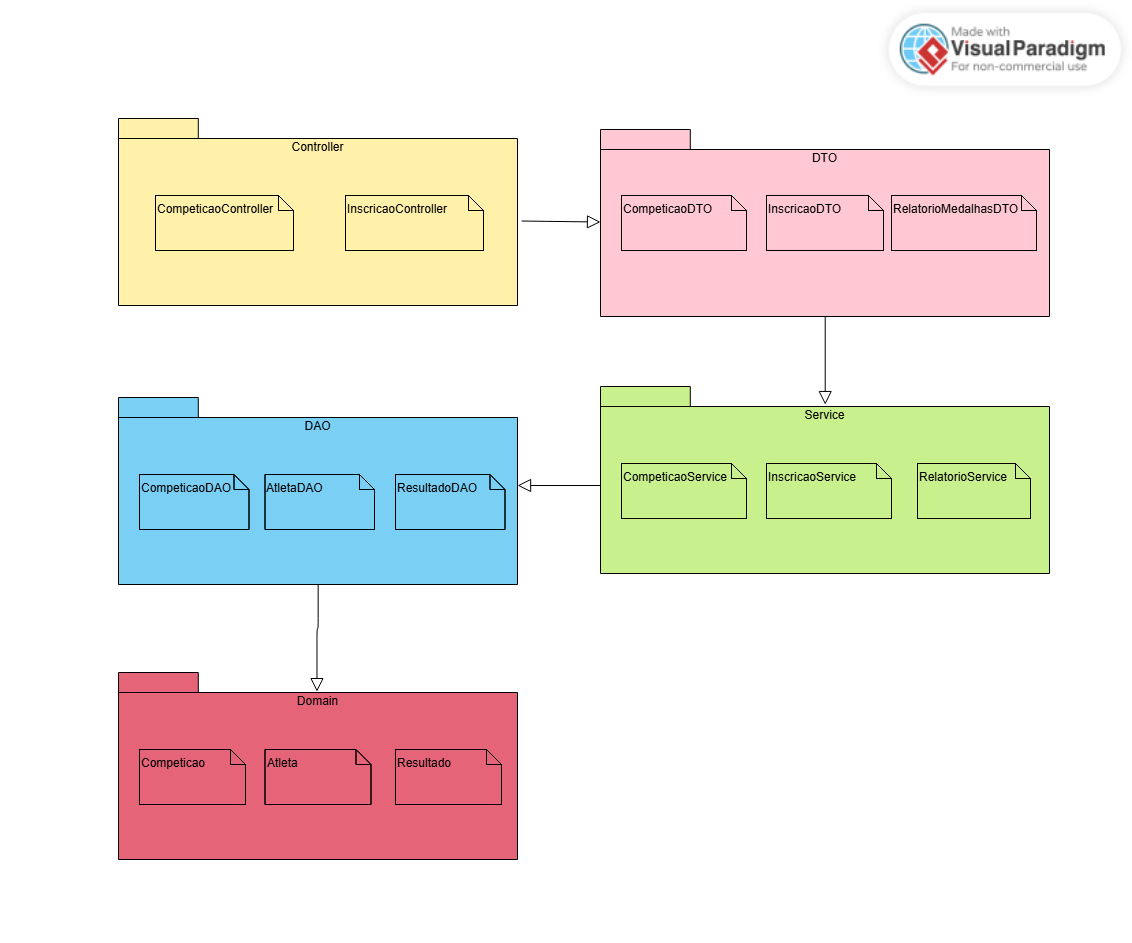 Made with
Visual Paradigm
For non-commercial use
Controller
CompeticaoController
InscricaoController
DTO
CompeticaoDTO
InscricaoDTO
RelatorioMedalhasDTO
DAO
CompeticaoDAO
AtletaDAO
ResultadoDAO
Service
CompeticaoService
InscricaoService
RelatorioService
Domain
Competicao
Atleta
Resultado